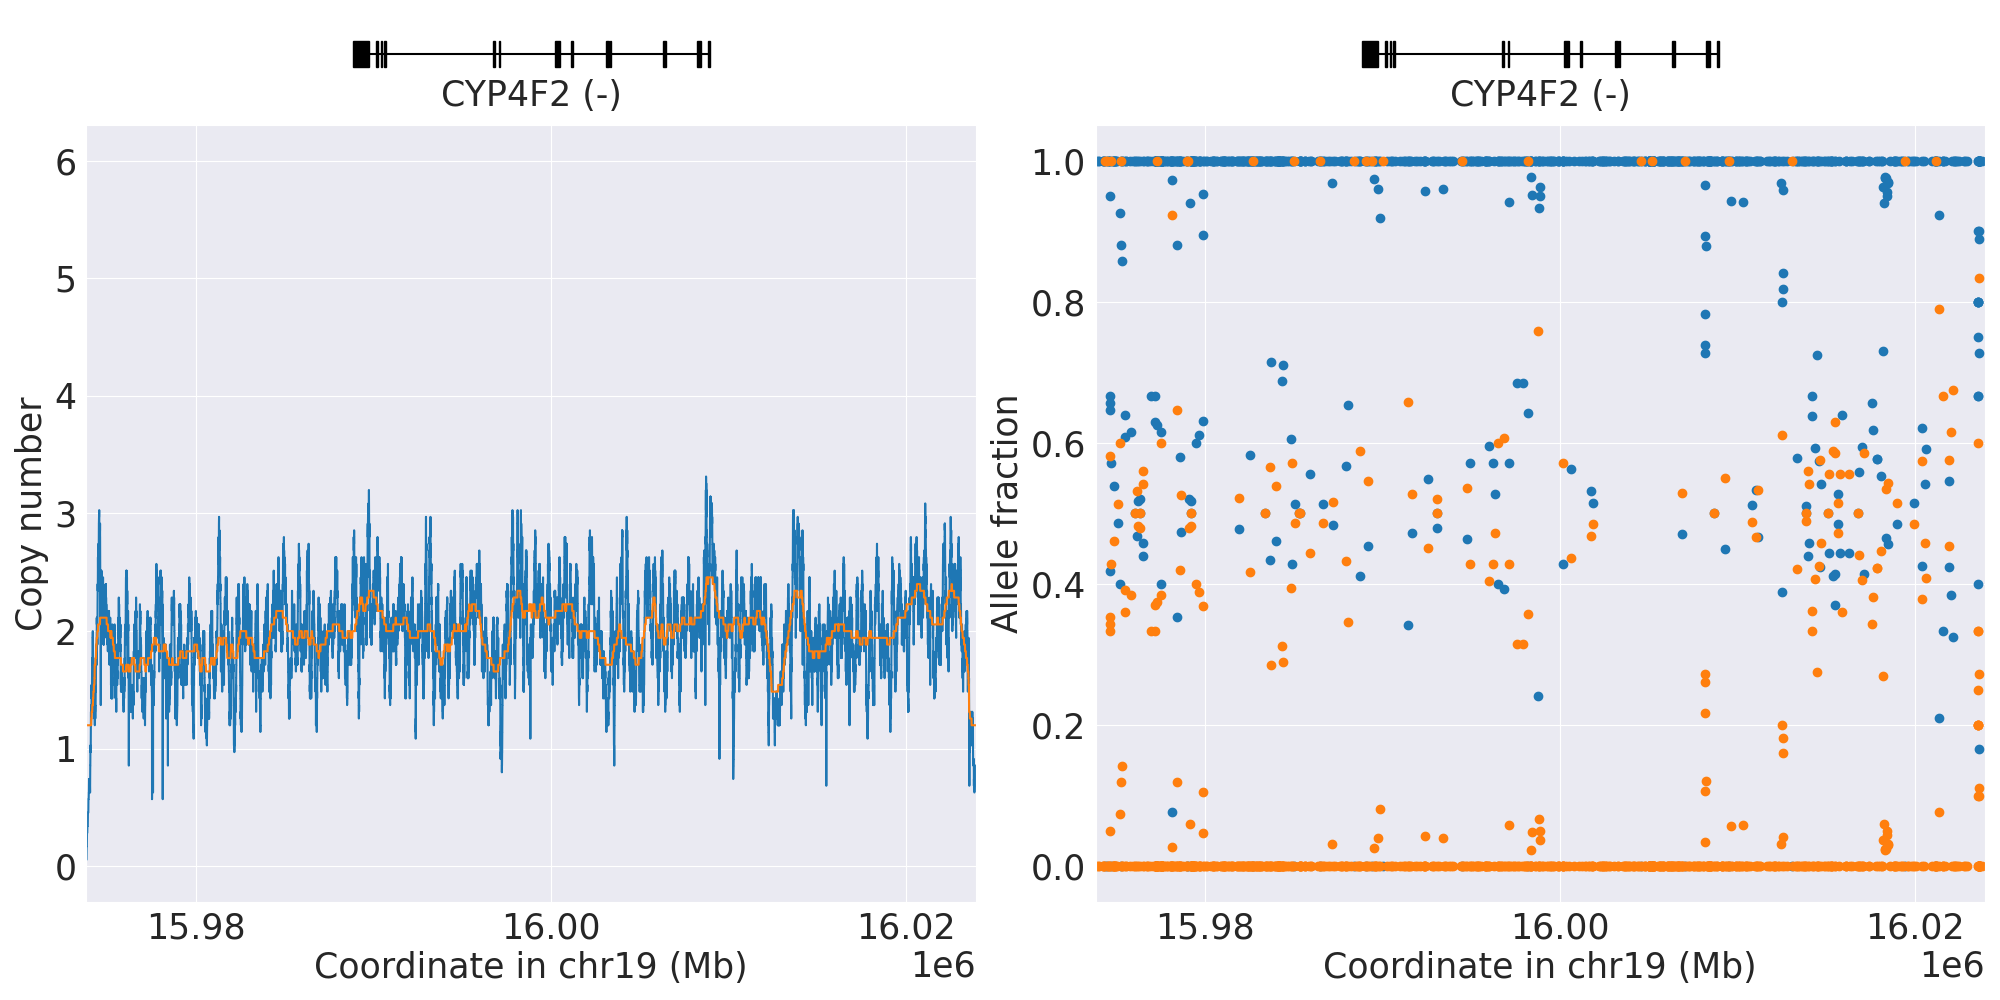 CYP4F2 (-)
6
5
4
3
2
1
0
Copy number
15.98 16.00 16.02
Coordinate in chr19 (Mb)
1e6
CYP4F2 (-)
1.0
0.8
0.6
0.4
0.2
0.0
Allele fraction
15.98 16.00 16.02
Coordinate in chr19 (Mb)
1e6